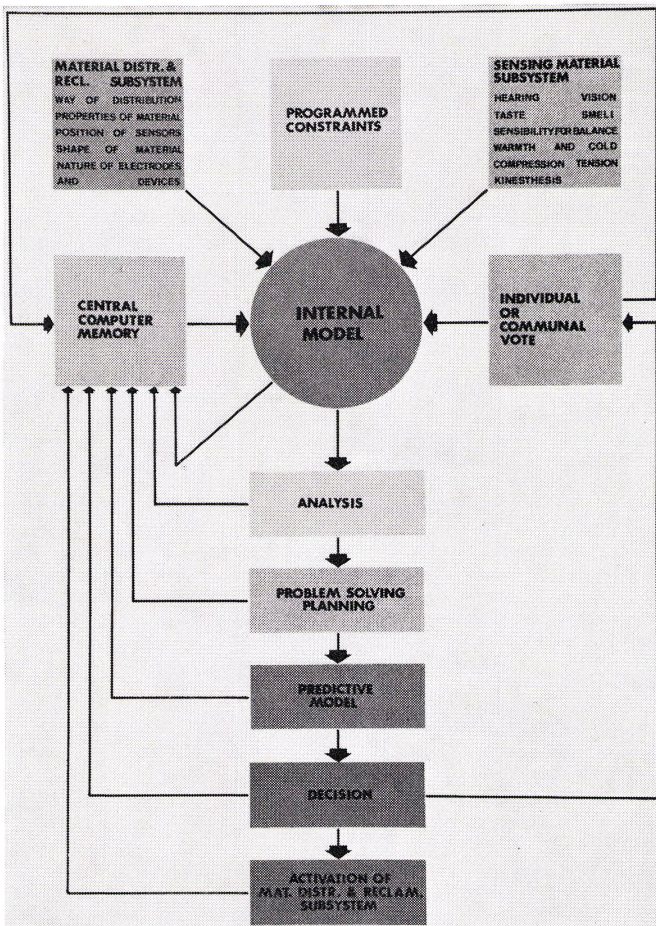 MATERIAL DISTR. &
RECL. SUBSYSTEM
WAY OF DISTRIBUTION
PROPERTIES OF MATERIAL
POSITION OF SENSORS
SHAPE OF MATERIAL
NATURE OF ELECTRODES
AND DEVICES
PROGRAMMED
CONSTRAINTS
SENSING MATERIAL
SUBSYSTEM
HEARING VISION
TASTE SMELL
SENSIBILITY FOR BALANCE
WARMTH AND COLD
COMPRESSION TENSION
KINESTHESIS
CENTRAL
COMPUTER
MEMORY
INTERNAL
MODEL
INDIVIDUAL
OR
COMMUNAL
VOTE
ANALYSIS
PROBLEM SOLVING
PLANNING
PREDICTIVE
MODEL
DECISION
ACTIVATION OF
MAT. DISTR. & RECLAM.
SUBSYSTEM